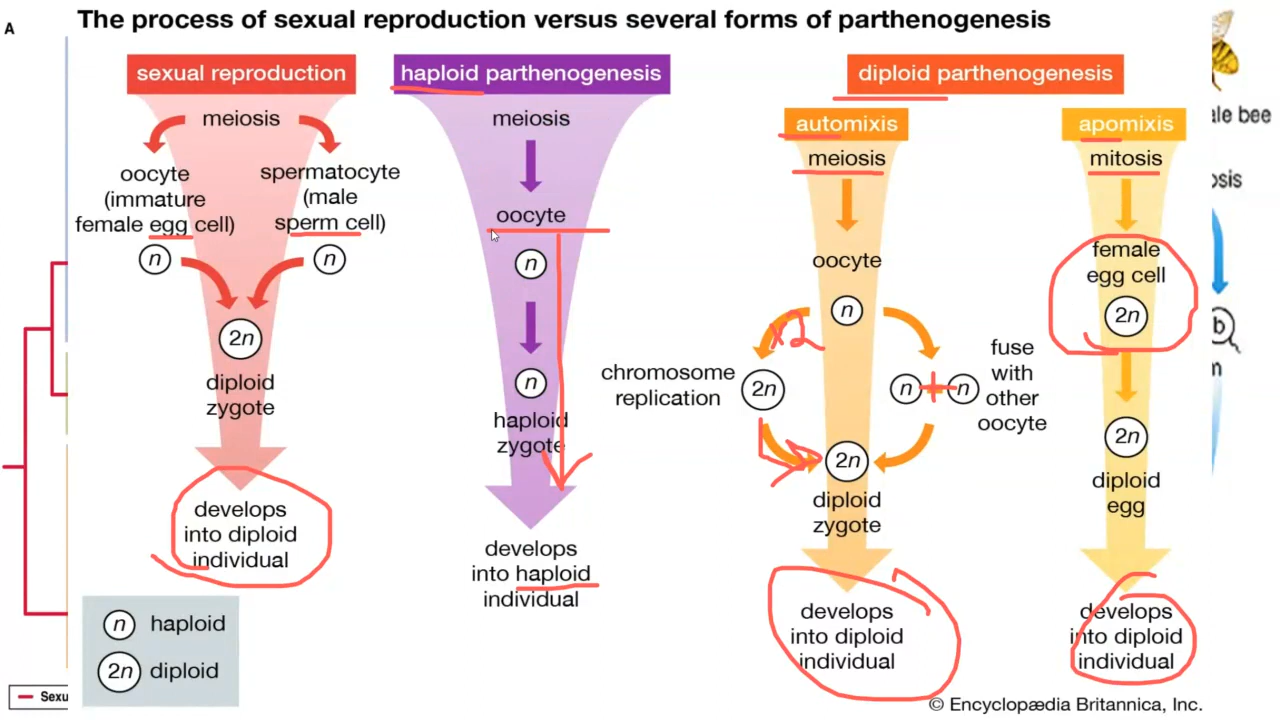 The process of sexual reproduction versus several forms of parthenogenesis
A
sexual reproduction
meiosis
oocyte
(immature
female egg cell)
spermatocyte
(male
sperm cell)
n
n
2n
diploid
zygote
develops
into diploid
individual
haploid parthenogenesis
meiosis
oocyte
n
n
haploid
zygote
develops
into haploid
individual
diploid parthenogenesis
automixis
meiosis
oocyte
n
x2
chromosome
replication
2n
n + n
fuse
with
other
oocyte
2n
diploid
zygote
develops
into diploid
individual
apomixis
mitosis
female
egg cell
2n
2n
diploid
egg
develops
into diploid
individual
n haploid
2n diploid
Sexu
ale bee
osis
b
m
© Encyclopædia Britannica, Inc.